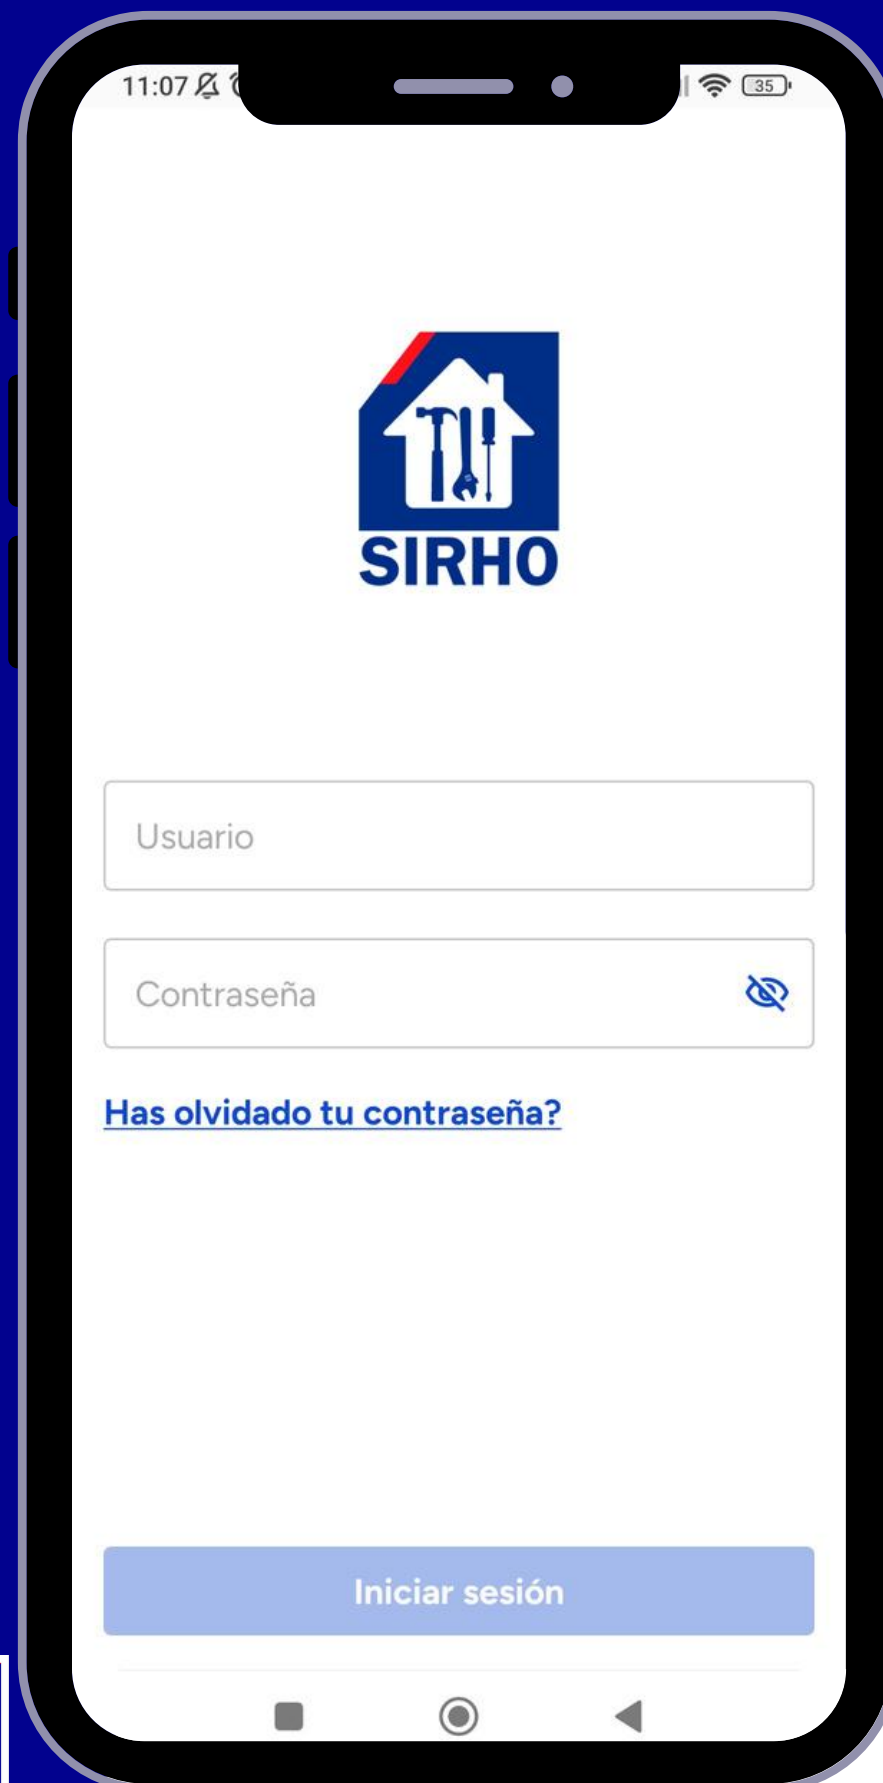 11:07
35
SIRHO
Usuario
Contraseña
Has olvidado tu contraseña?
Iniciar sesión